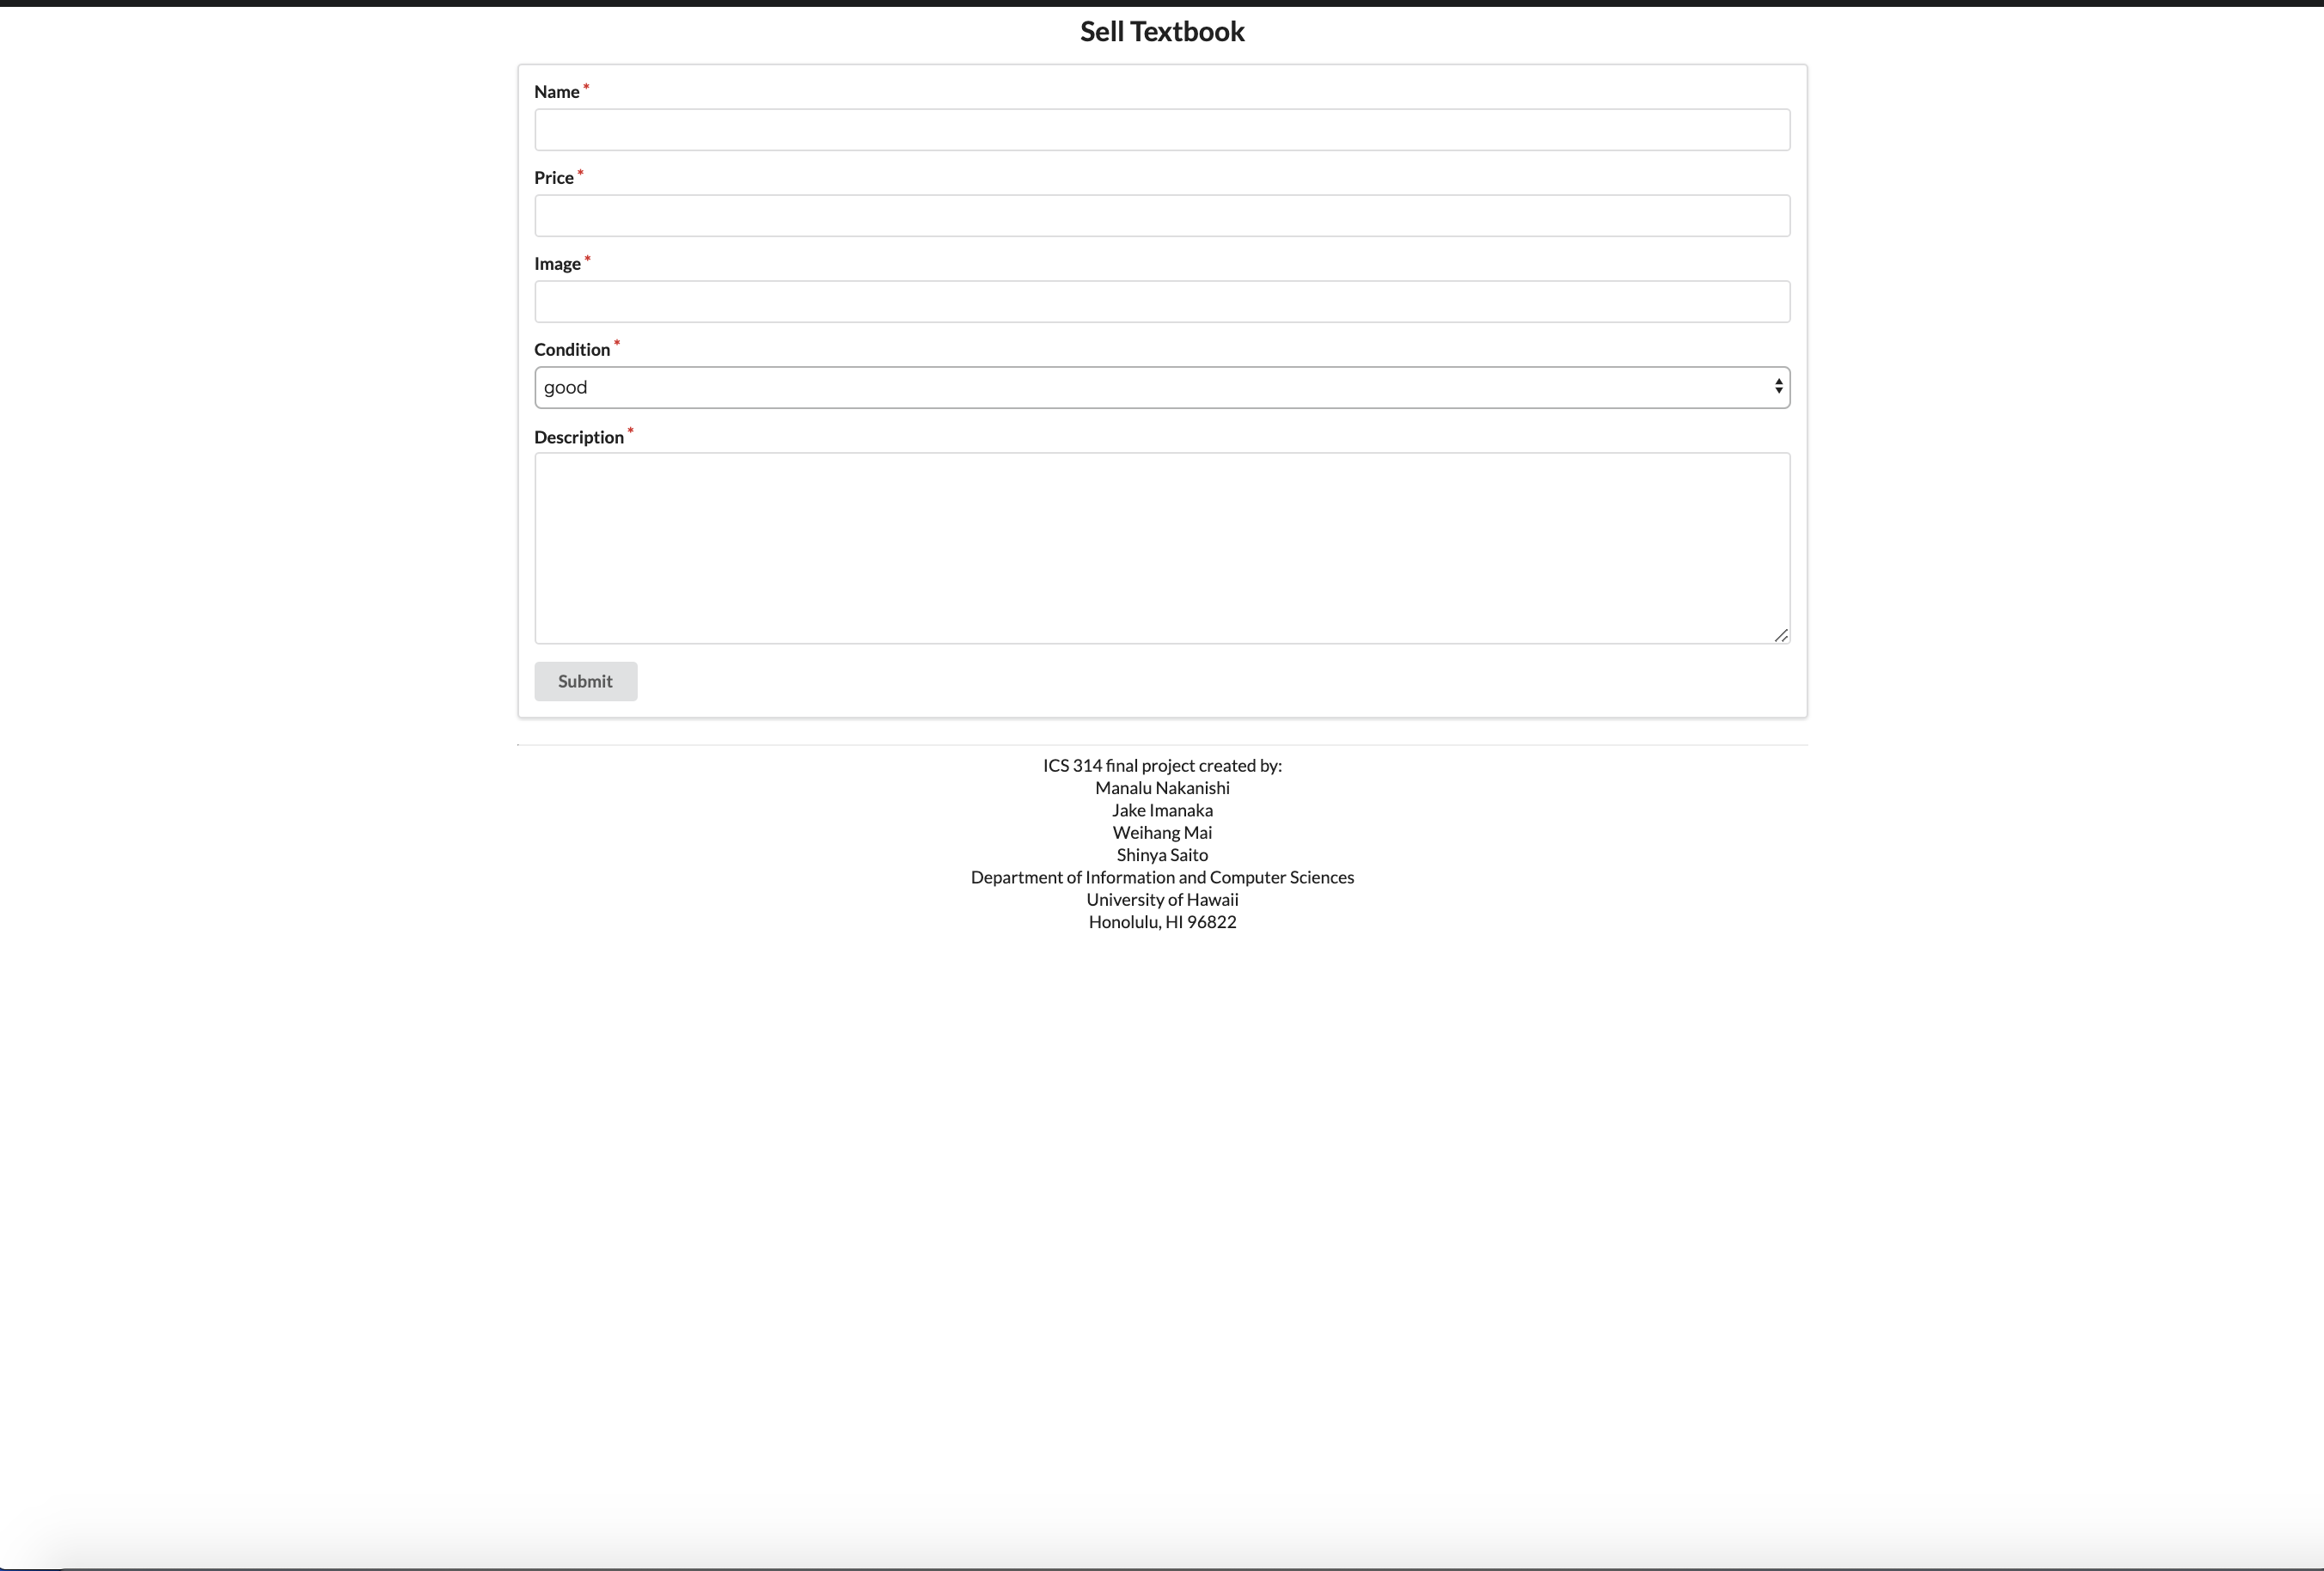 Sell Textbook
Name*
Price*
Image*
Condition*
good
Description*
Submit
ICS 314 final project created by:
Manalu Nakanishi
Jake Imanaka
Weihang Mai
Shinya Saito
Department of Information and Computer Sciences
University of Hawaii
Honolulu, HI 96822